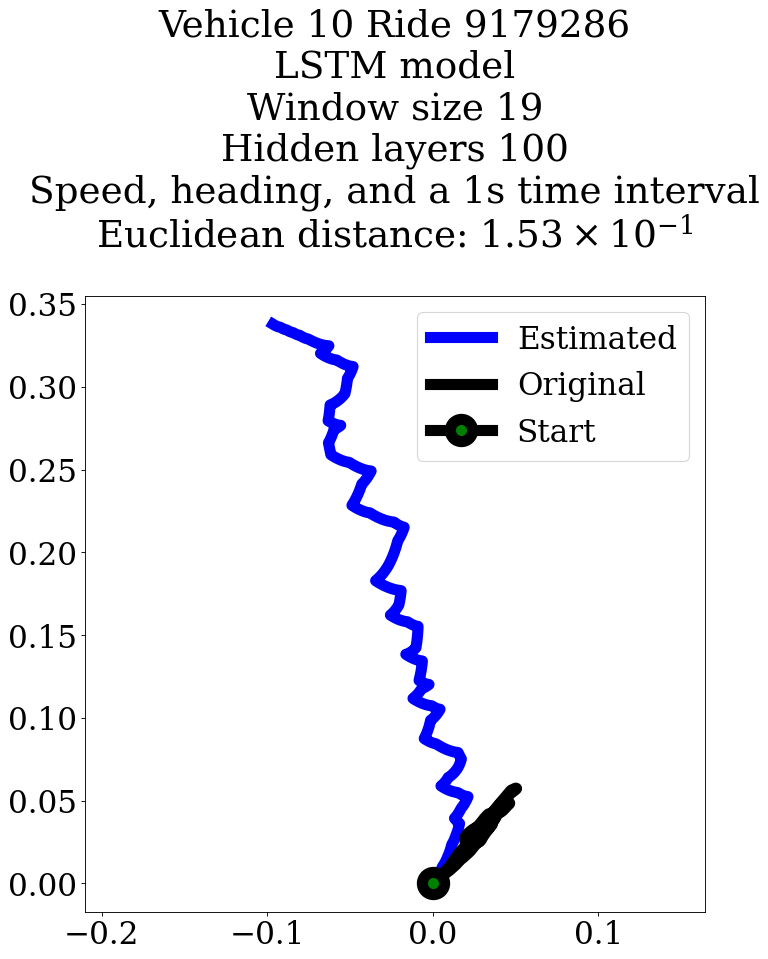 Vehicle 10 Ride 9179286
LSTM model
Window size 19
Hidden layers 100
Speed, heading, and a 1s time interval
Euclidean distance: 1.53 × 10⁻¹
0.35
0.30
0.25
0.20
0.15
0.10
0.05
0.00
Estimated
Original
Start
−0.2
−0.1
0.0
0.1